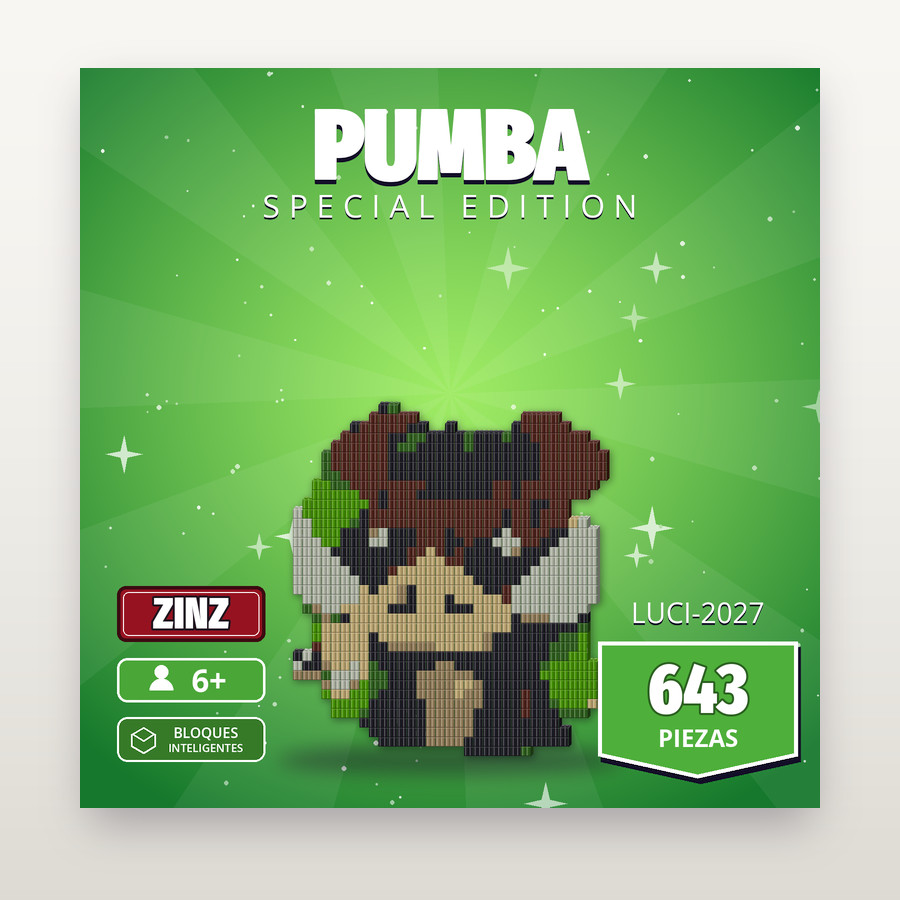 PUMBA
SPECIAL EDITION
ZINZ
6+
BLOQUES
INTELIGENTES
LUCI-2027
643
PIEZAS